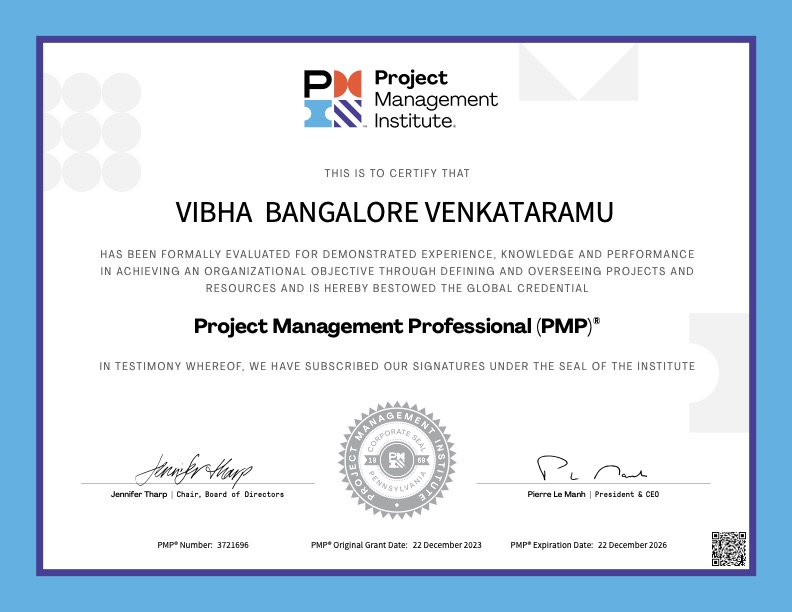 PM
Project
Management
Institute.
THIS IS TO CERTIFY THAT
VIBHA BANGALORE VENKATARAMU
HAS BEEN FORMALLY EVALUATED FOR DEMONSTRATED EXPERIENCE, KNOWLEDGE AND PERFORMANCE
IN ACHIEVING AN ORGANIZATIONAL OBJECTIVE THROUGH DEFINING AND OVERSEEING PROJECTS AND
RESOURCES AND IS HEREBY BESTOWED THE GLOBAL CREDENTIAL
Project Management Professional (PMP)®
IN TESTIMONY WHEREOF, WE HAVE SUBSCRIBED OUR SIGNATURES UNDER THE SEAL OF THE INSTITUTE
PROJECT MANAGEMENT INSTITUTE
CORPORATE SEAL
PM
19 69
PENNSYLVANIA
Jennifer Tharp
Jennifer Tharp | Chair, Board of Directors
Pierre Le Manh | President & CEO
PMP® Number: 3721696
PMP® Original Grant Date: 22 December 2023
PMP® Expiration Date: 22 December 2026